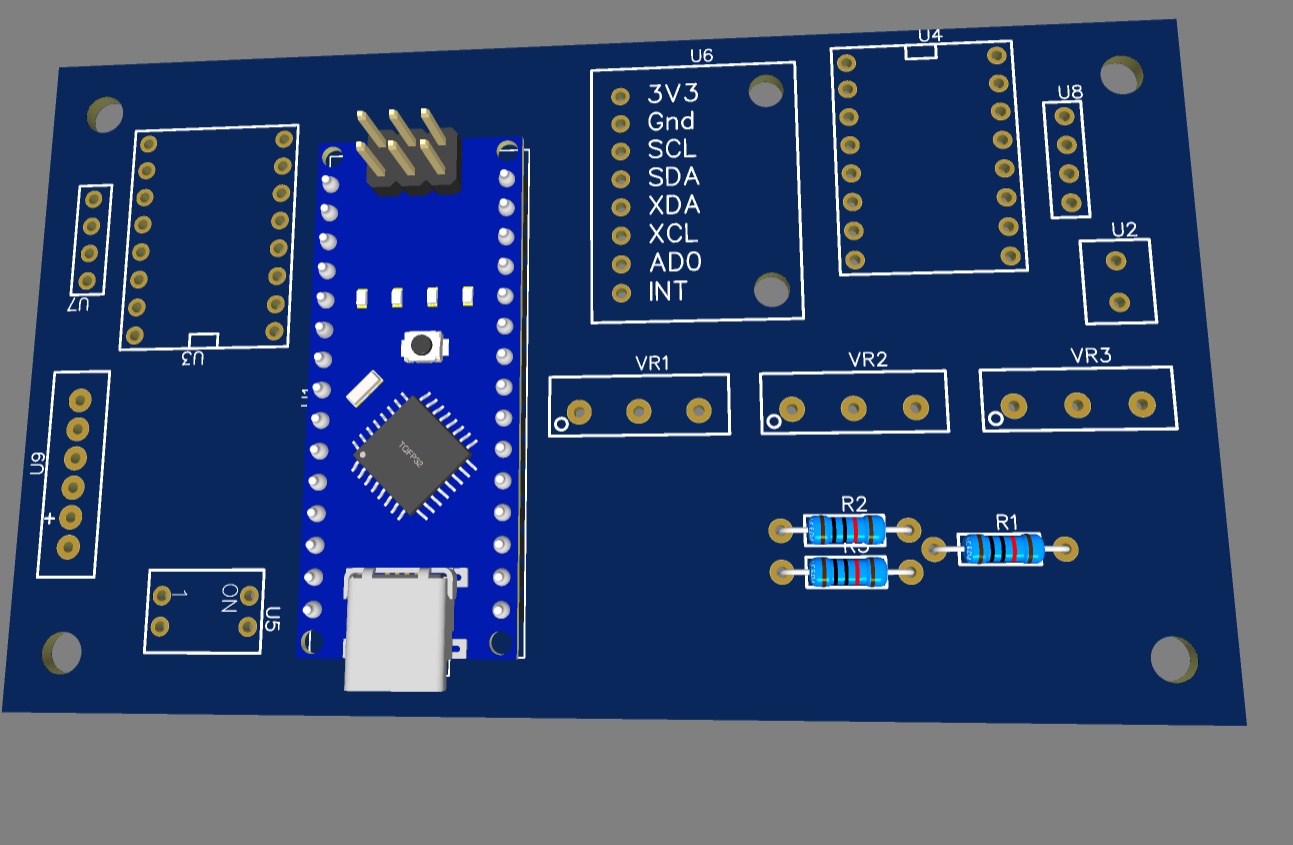 U4
U6
3V3
Gnd
SCL
SDA
XDA
XCL
AD0
INT
U8
U2
U7
U3
VR1
VR2
VR3
TQFP32
U9
+
R2
R3
R1
1
ON
U5